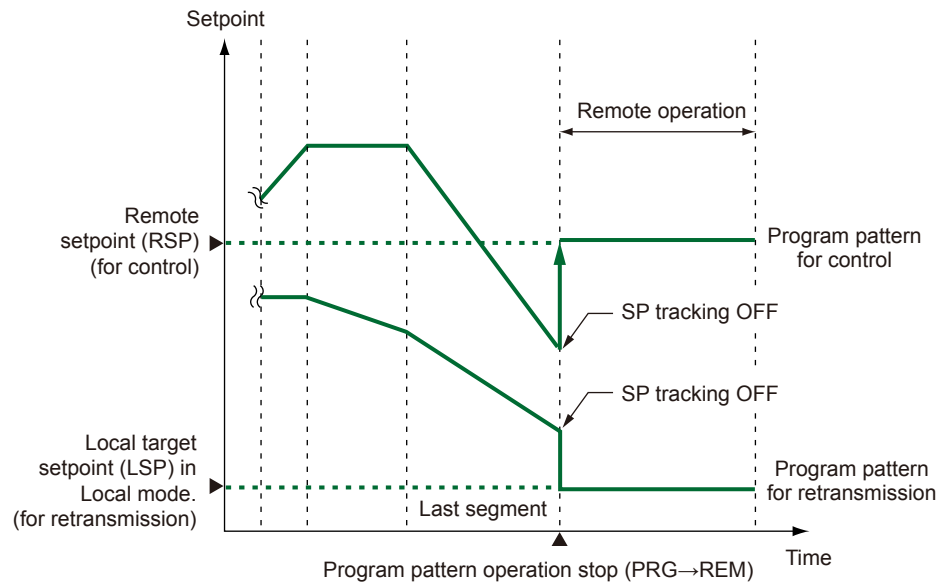 Setpoint
Remote operation
Remote
setpoint (RSP)
(for control)
Program pattern
for control
SP tracking OFF
SP tracking OFF
Local target
setpoint (LSP) in
Local mode.
(for retransmission)
Program pattern
for retransmission
Last segment
Time
Program pattern operation stop (PRG→REM)